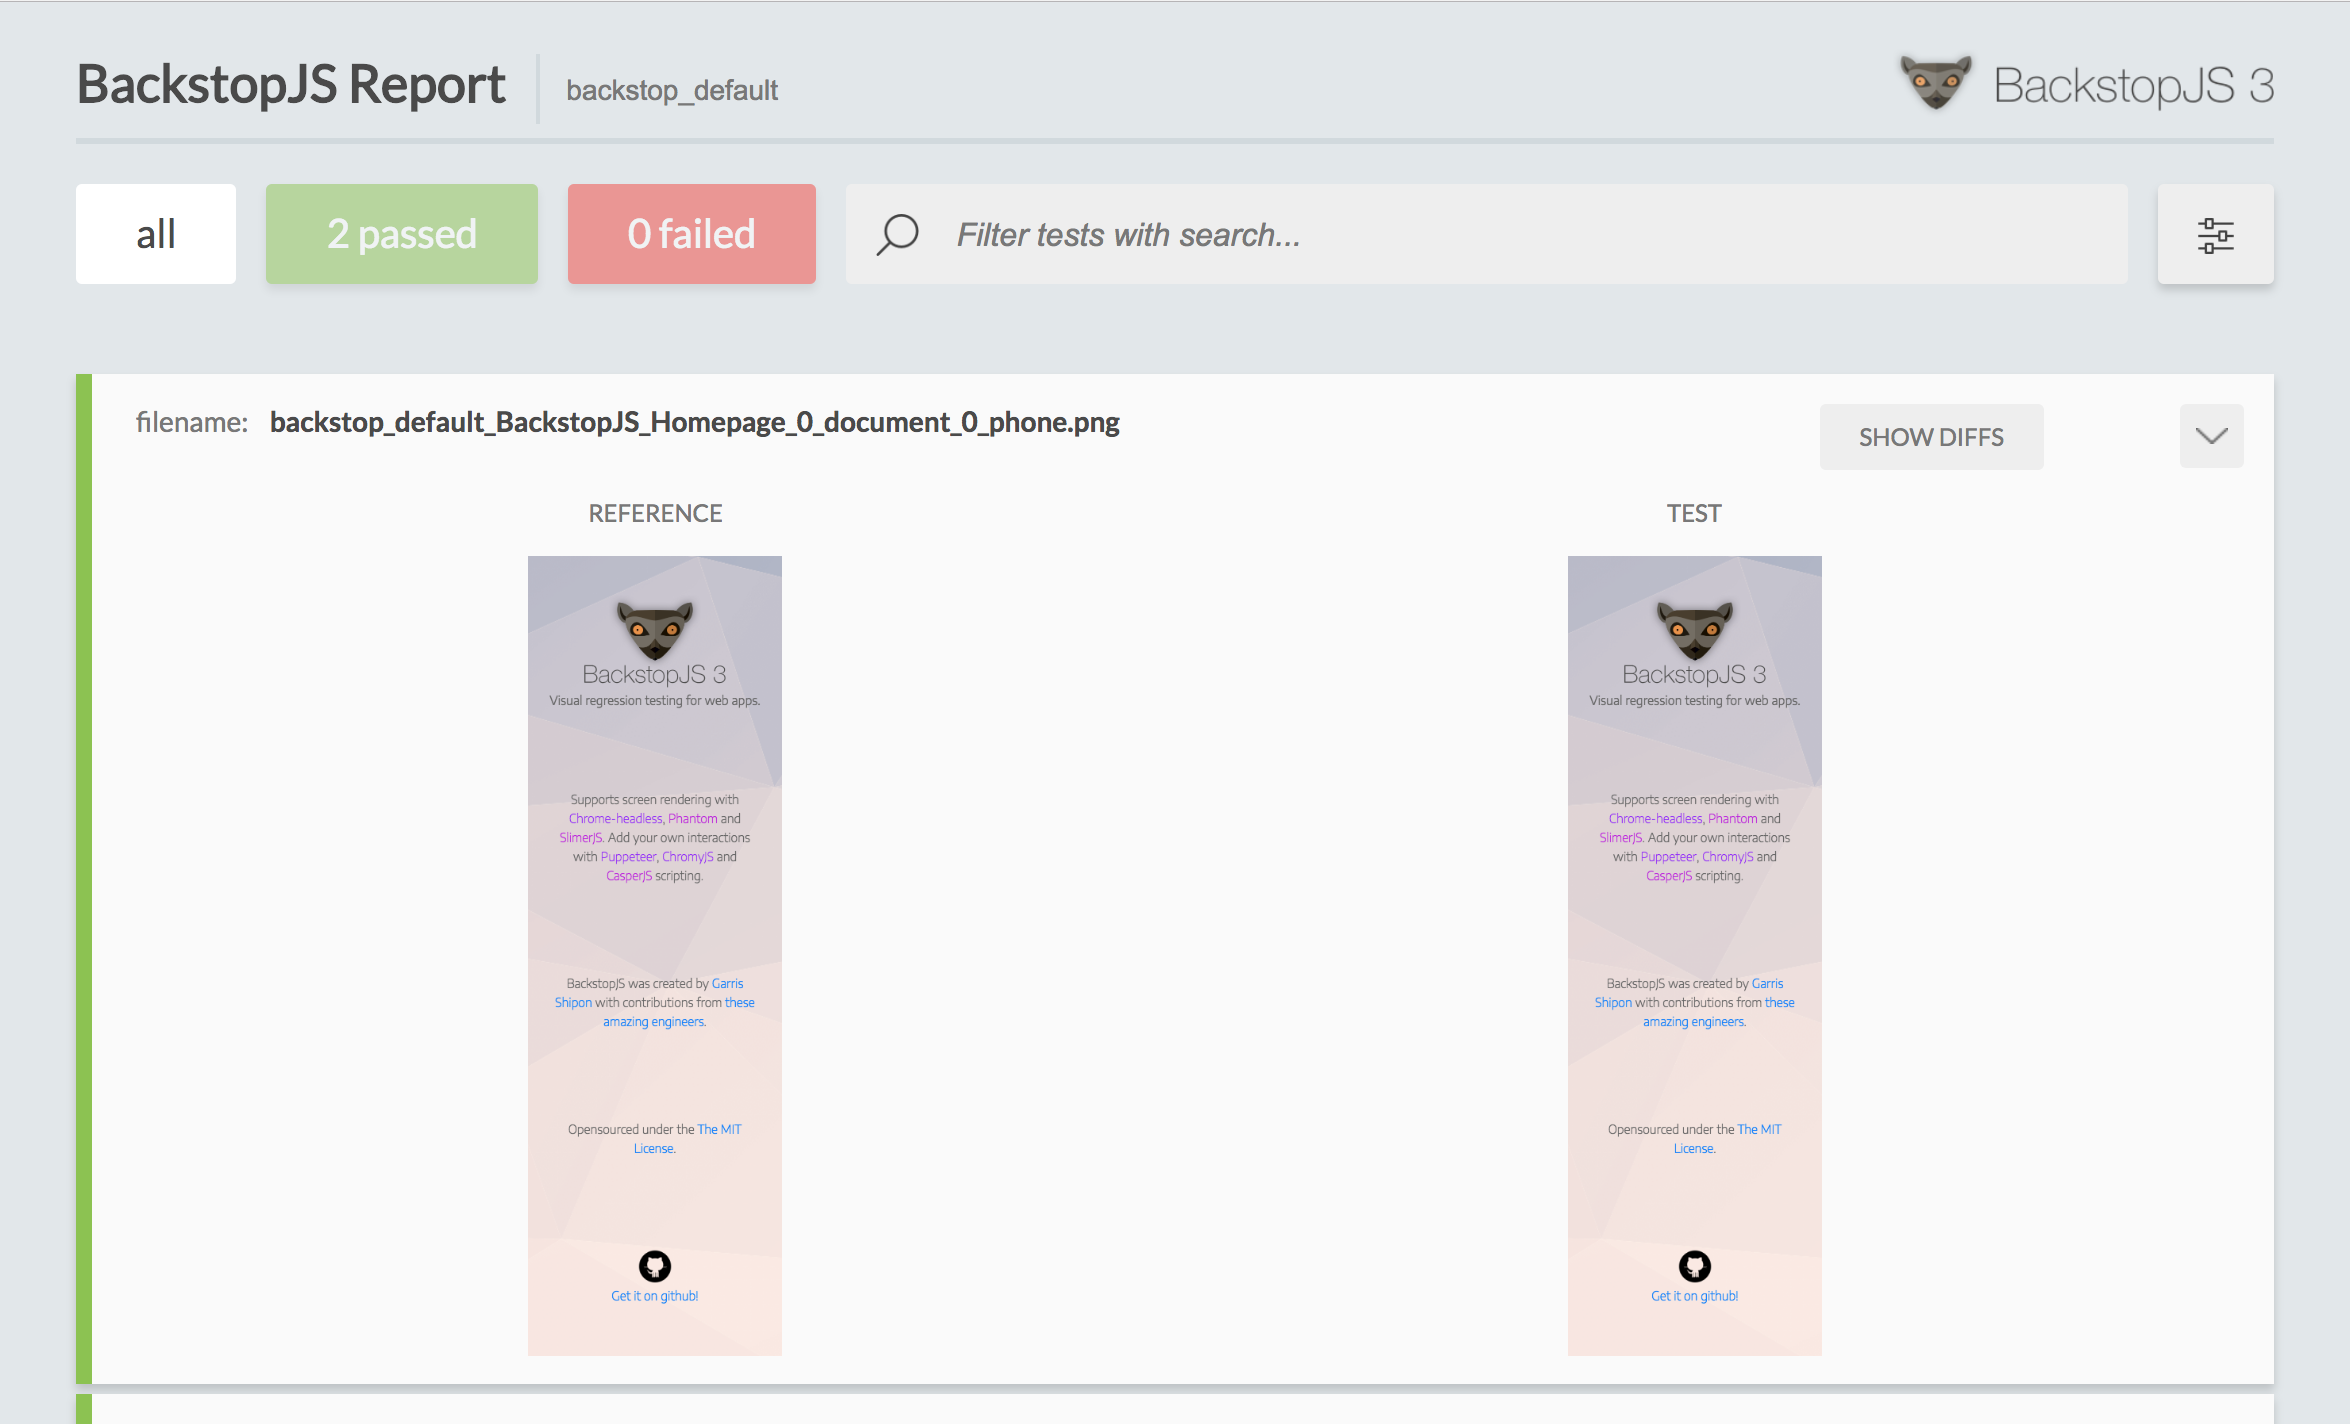 BackstopJS Report
backstop_default
BackstopJS 3
all
2 passed
0 failed
Filter tests with search...
filename: backstop_default_BackstopJS_Homepage_0_document_0_phone.png
SHOW DIFFS
REFERENCE
BackstopJS 3
Visual regression testing for web apps.
Supports screen rendering with
Chrome-headless, Phantom and
SlimerJS. Add your own interactions
with Puppeteer, ChromyJS and
CasperJS scripting.
BackstopJS was created by Garris
Shipon with contributions from these
amazing engineers.
Opensourced under the The MIT
License.
Get it on github!
TEST
BackstopJS 3
Visual regression testing for web apps.
Supports screen rendering with
Chrome-headless, Phantom and
SlimerJS. Add your own interactions
with Puppeteer, ChromyJS and
CasperJS scripting.
BackstopJS was created by Garris
Shipon with contributions from these
amazing engineers.
Opensourced under the The MIT
License.
Get it on github!